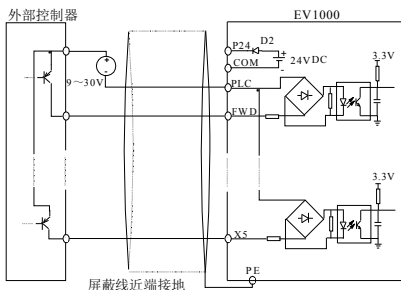 外部控制器
EV1000
P24
D2
+
24VDC
-
COM
3.3V
9～30V
PLC
FWD
3.3V
X5
PE
屏蔽线近端接地